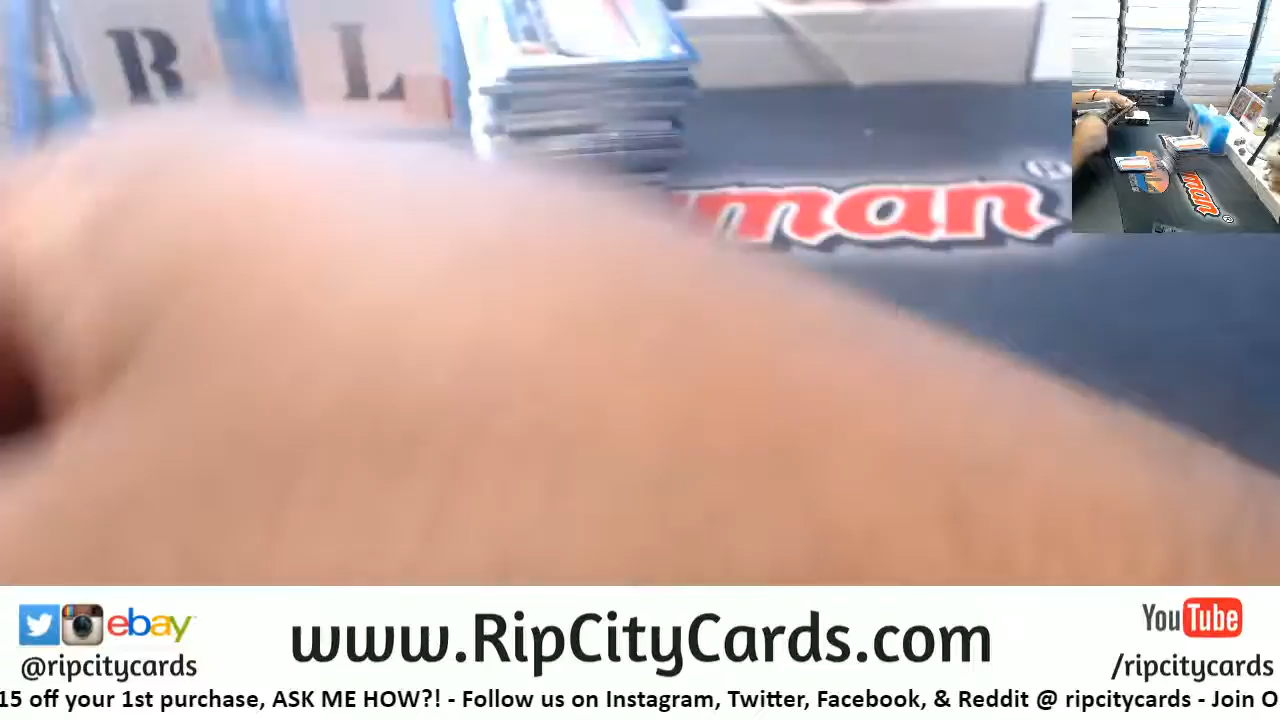 R L
man®
man®
ebay
@ripcitycards
www.RipCityCards.com
YouTube
/ripcitycards
15 off your 1st purchase, ASK ME HOW?! - Follow us on Instagram, Twitter, Facebook, & Reddit @ ripcitycards - Join O